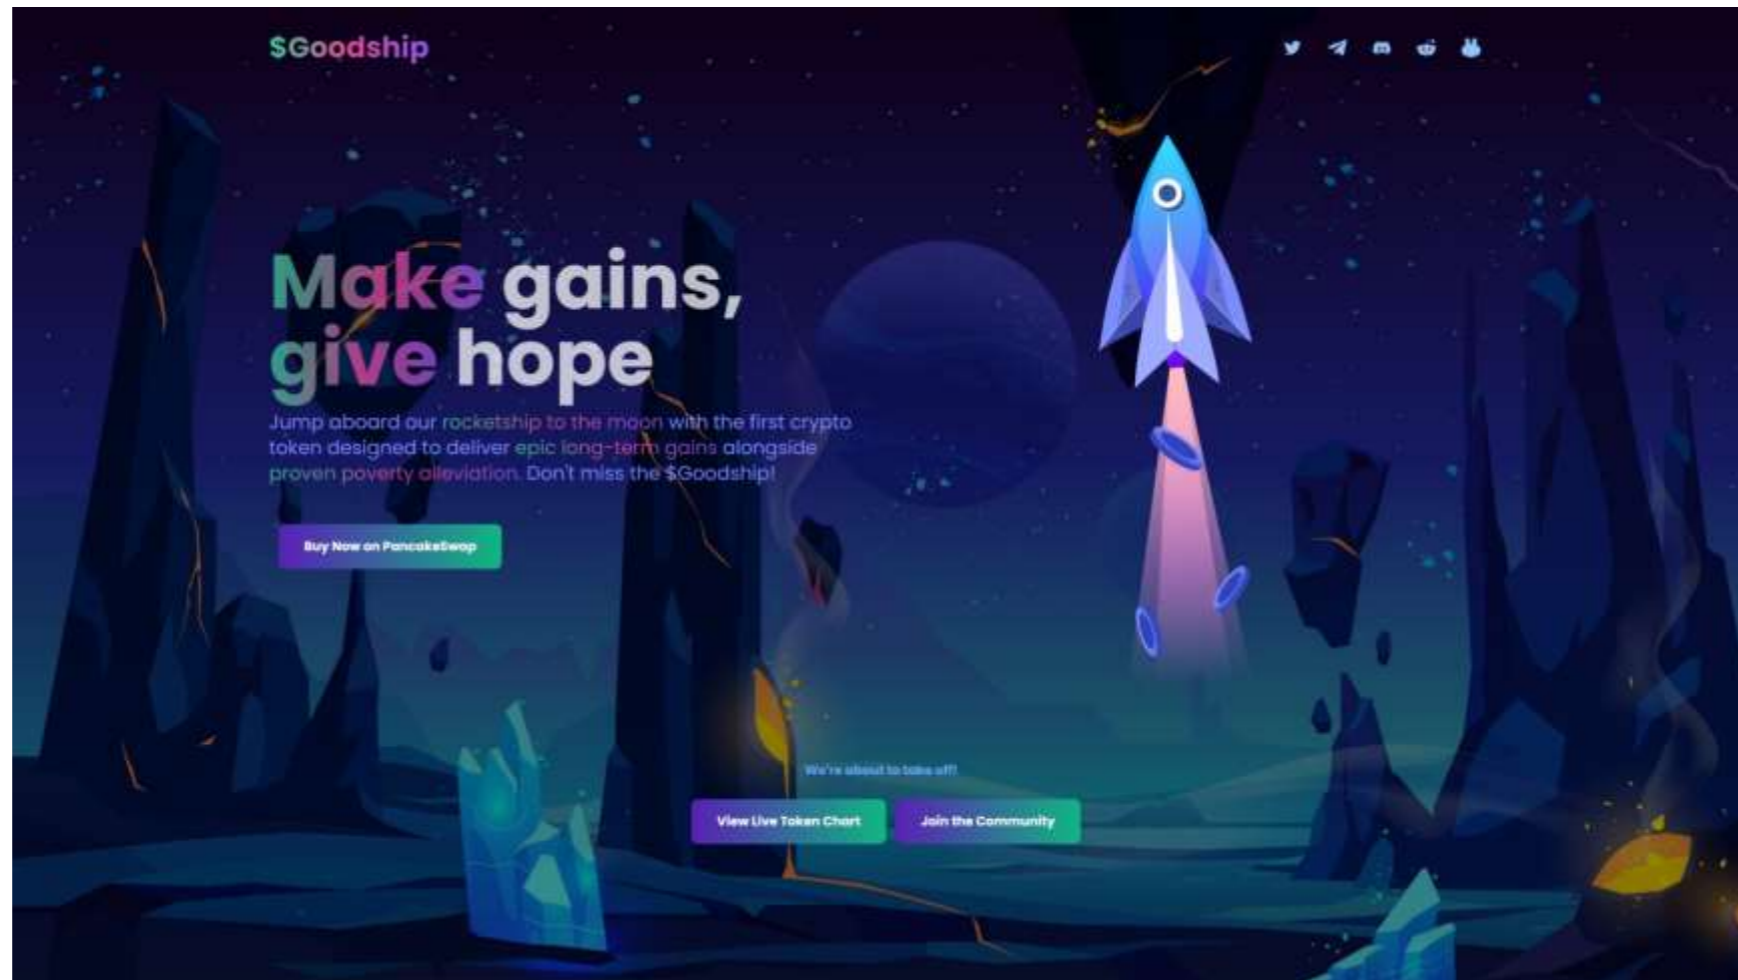 $Goodship
Make gains,
give hope
Jump aboard our rocketship to the moon with the first crypto
token designed to deliver epic long-term gains alongside
proven poverty alleviation. Don't miss the $Goodship!
Buy Now on PancakeSwap
We're about to take off!
View Live Token Chart
Join the Community